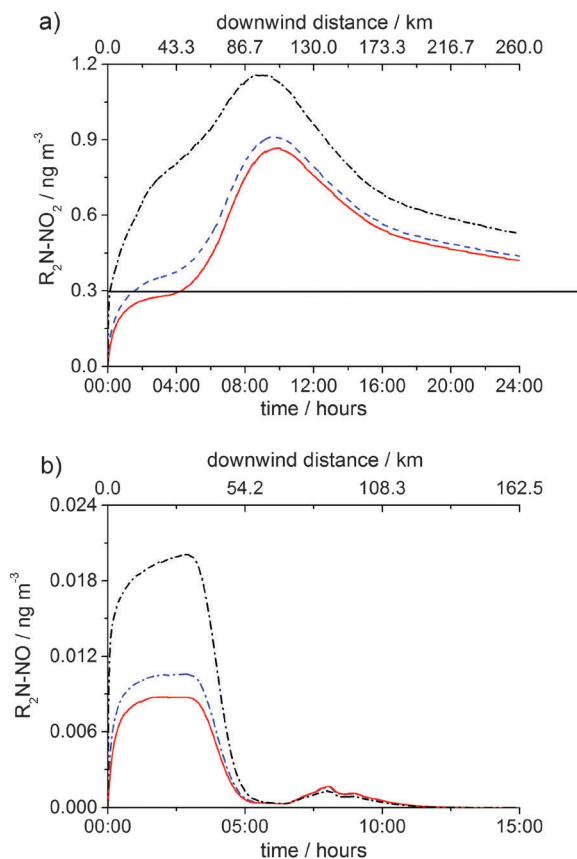 a)
downwind distance / km
0.0 43.3 86.7 130.0 173.3 216.7 260.0
1.2
0.9
0.6
0.3
0.0
R₂N-NO₂ / ng m⁻³
00:00 04:00 08:00 12:00 16:00 20:00 24:00
time / hours
b)
downwind distance / km
0.0 54.2 108.3 162.5
0.024
0.018
0.012
0.006
0.000
R₂N-NO / ng m⁻³
00:00 05:00 10:00 15:00
time / hours